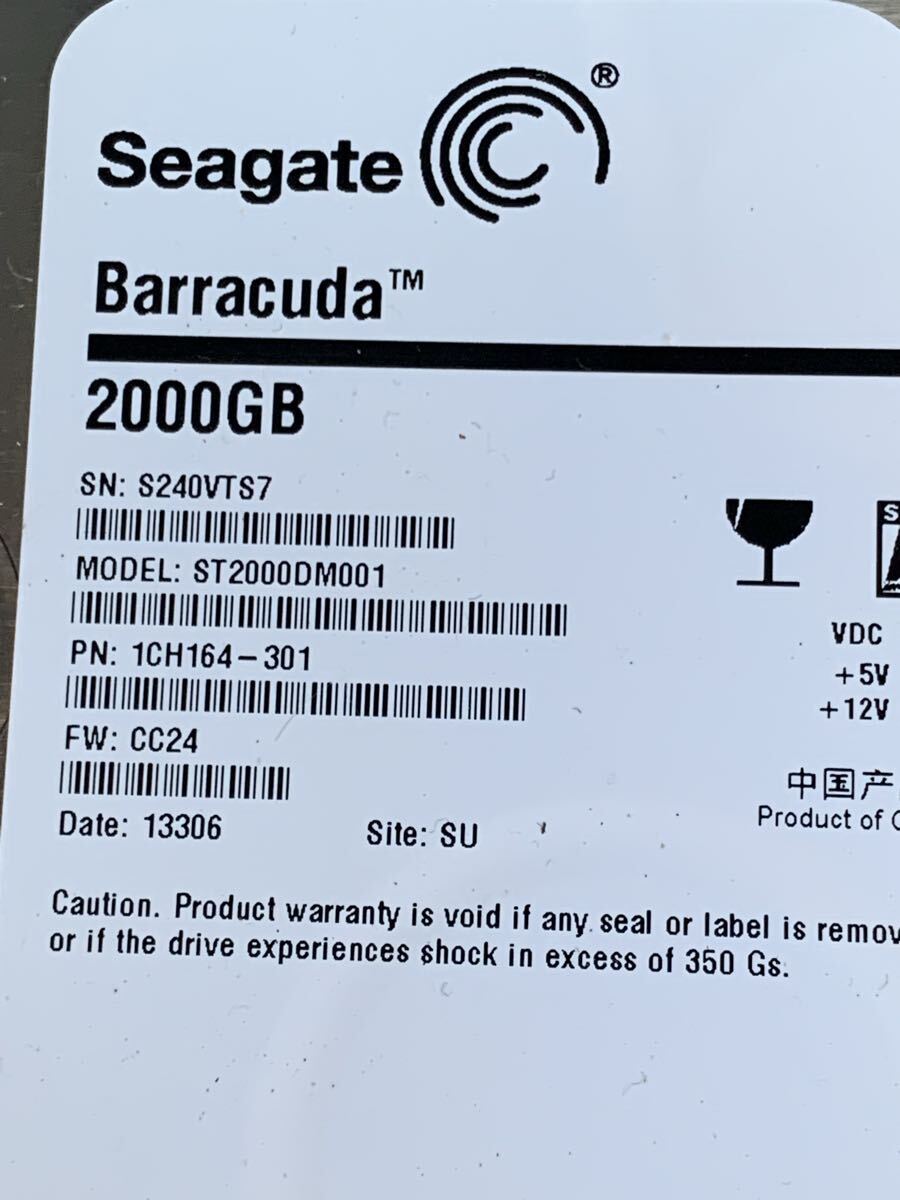 Seagate®
Barracuda™
2000GB
SN: S240VTS7
MODEL: ST2000DM001
PN: 1CH164-301
FW: CC24
Date: 13306
Site: SU
VDC
+5V
+12V
中国产
Product of
Caution. Product warranty is void if any seal or label is remov
or if the drive experiences shock in excess of 350 Gs.